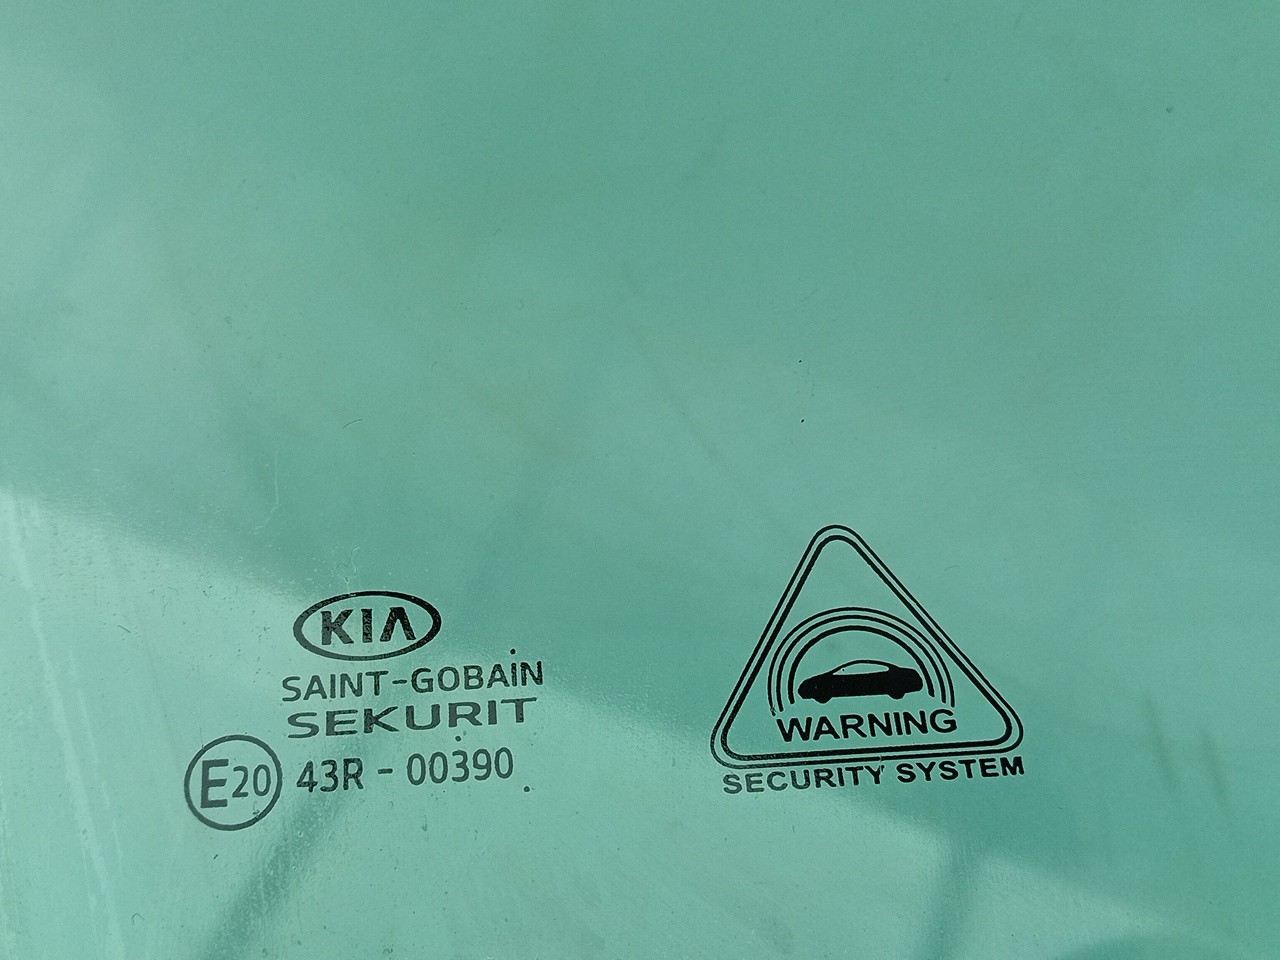 KIA
SAINT-GOBAIN
SEKURIT
E20 43R - 00390
WARNING
SECURITY SYSTEM